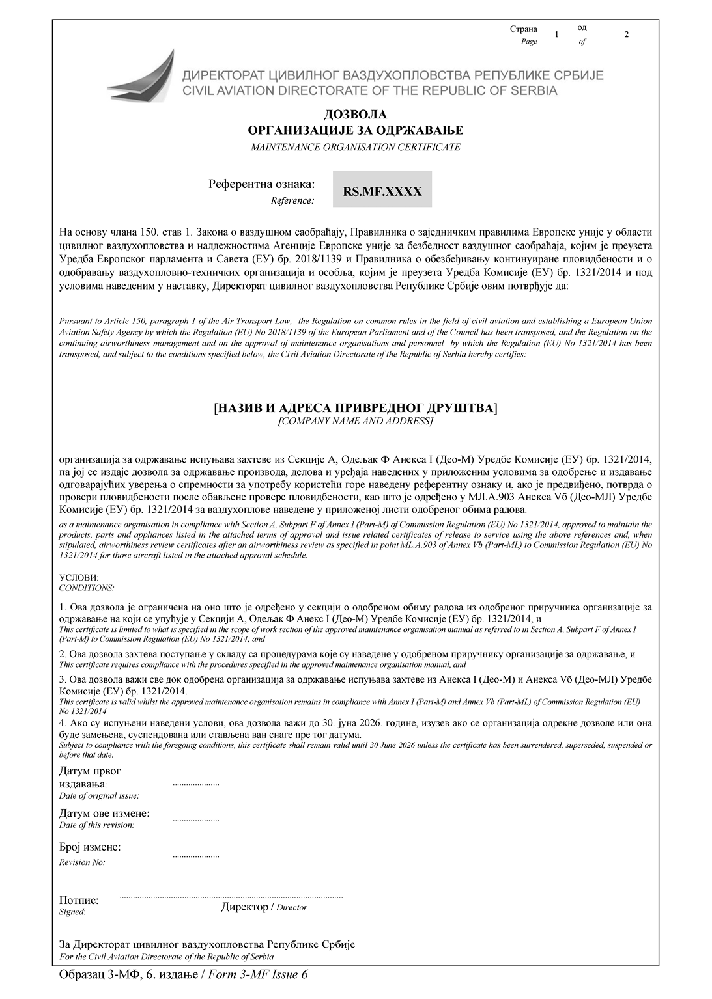 Страна 1 од 2
Page of
ДИРЕКТОРАТ ЦИВИЛНОГ ВАЗДУХОПЛОВСТВА РЕПУБЛИКЕ СРБИЈЕ
CIVIL AVIATION DIRECTORATE OF THE REPUBLIC OF SERBIA
ДОЗВОЛА
ОРГАНИЗАЦИЈЕ ЗА ОДРЖАВАЊЕ
MAINTENANCE ORGANISATION CERTIFICATE
Референтна ознака:
Reference:
RS.MF.XXXX
На основу члана 150. став 1. Закона о ваздушном саобраћају, Правилника о заједничким правилима Европске уније у области
цивилног ваздухопловства и надлежностима Агенције Европске уније за безбедност ваздушног саобраћаја, којим је преузета
Уредба Европског парламента и Савета (ЕУ) бр. 2018/1139 и Правилника о обезбеђивању континуиране пловидбености и о
одобравању ваздухопловно-техничких организација и особља, којим је преузета Уредба Комисије (ЕУ) бр. 1321/2014 и под
условима наведеним у наставку, Директорат цивилног ваздухопловства Републике Србије овим потврђује да:
Pursuant to Article 150, paragraph 1 of the Air Transport Law, the Regulation on common rules in the field of civil aviation and establishing a European Union
Aviation Safety Agency by which the Regulation (EU) No 2018/1139 of the European Parliament and of the Council has been transposed, and the Regulation on the
continuing airworthiness management and on the approval of maintenance organisations and personnel by which the Regulation (EU) No 1321/2014 has been
transposed, and subject to the conditions specified below, the Civil Aviation Directorate of the Republic of Serbia hereby certifies:
[НАЗИВ И АДРЕСА ПРИВРЕДНОГ ДРУШТВА]
[COMPANY NAME AND ADDRESS]
организација за одржавање испуњава захтеве из Секције А, Одељак Ф Анекса I (Део-М) Уредбе Комисије (ЕУ) бр. 1321/2014,
па јој се издаје дозвола за одржавање производа, делова и уређаја наведених у приложеним условима за одобрење и издавање
одговарајућих уверења о спремности за употребу користећи горе наведену референтну ознаку и, ако је предвиђено, потврда о
провери пловидбености после обављене провере пловидбености, као што је одређено у МЛ.А.903 Анекса Vб (Део-МЛ) Уредбе
Комисије (ЕУ) бр. 1321/2014 за ваздухоплове наведене у приложеној листи одобреног обима радова.
as a maintenance organisation in compliance with Section A, Subpart F of Annex I (Part-M) of Commission Regulation (EU) No 1321/2014, approved to maintain the
products, parts and appliances listed in the attached terms of approval and issue related certificates of release to service using the above references and, when
stipulated, airworthiness review certificates after an airworthiness review as specified in point ML.A.903 of Annex Vb (Part-ML) to Commission Regulation (EU) No
1321/2014 for those aircraft listed in the attached approval schedule.
УСЛОВИ:
CONDITIONS:
1. Ова дозвола је ограничена на оно што је одређено у секцији о одобреном обиму радова из одобреног приручника организације за
одржавање на који се упућује у Секцији А, Одељак Ф Анекс I (Део-М) Уредбе Комисије (ЕУ) бр. 1321/2014, и
This certificate is limited to what is specified in the scope of work section of the approved maintenance organisation manual as referred to in Section A, Subpart F of Annex I
(Part-M) to Commission Regulation (EU) No 1321/2014; and
2. Ова дозвола захтева поступање у складу са процедурама које су наведене у одобреном приручнику организације за одржавање, и
This certificate requires compliance with the procedures specified in the approved maintenance organisation manual, and
3. Ова дозвола важи све док одобрена организација за одржавање испуњава захтеве из Анекса I (Део-М) и Анекса Vб (Део-МЛ) Уредбе
Комисије (ЕУ) бр. 1321/2014.
This certificate is valid whilst the approved maintenance organisation remains in compliance with Annex I (Part-M) and Annex Vb (Part-ML) of Commission Regulation (EU)
No 1321/2014
4. Ако су испуњени наведени услови, ова дозвола важи до 30. јуна 2026. године, изузев ако се организација одрекне дозволе или она
буде замењена, суспендована или стављена ван снаге пре тог датума.
Subject to compliance with the foregoing conditions, this certificate shall remain valid until 30 June 2026 unless the certificate has been surrendered, superseded, suspended or
before that date.
Датум првог
издавања: .....................
Date of original issue:
Датум ове измене: .....................
Date of this revision:
Број измене: .....................
Revision No:
Потпис: ........................................................................................................
Signed:
Директор / Director
За Директорат цивилног ваздухопловства Републике Србије
For the Civil Aviation Directorate of the Republic of Serbia
Образац 3-МФ, 6. издање / Form 3-MF Issue 6